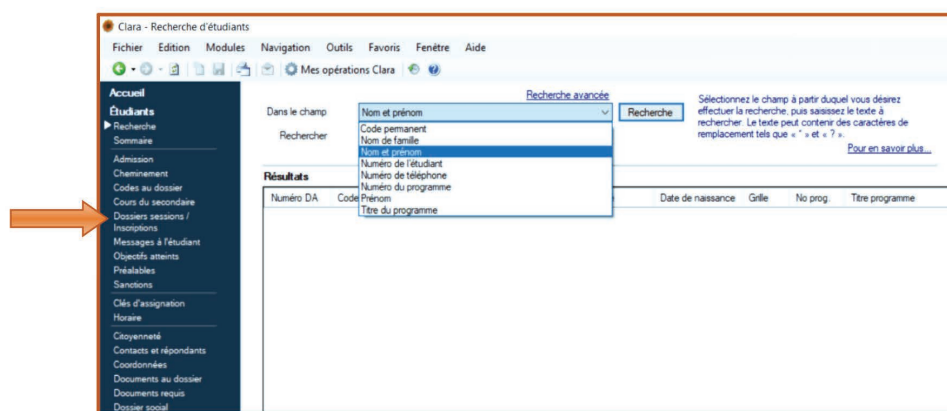 Clara - Recherche d'étudiants
Fichier Edition Modules Navigation Outils Favoris Fenêtre Aide
Mes opérations Clara
Accueil
Étudiants
Recherche
Sommaire
Admission
Cheminement
Codes au dossier
Cours du secondaire
Dossiers sessions /
Inscriptions
Messages à l'étudiant
Objectifs atteints
Préalables
Sanctions
Clés d'assignation
Horaire
Citoyenneté
Contacts et répondants
Coordonnées
Documents au dossier
Documents requis
Dossier social
Recherche avancée
Dans le champ Nom et prénom Recherche
Rechercher
Code permanent
Nom de famille
Nom et prénom
Numéro de l'étudiant
Numéro de téléphone
Numéro du programme
Prénom
Titre du programme
Sélectionnez le champ à partir duquel vous désirez
effectuer la recherche, puis saisissez le texte à
rechercher. Le texte peut contenir des caractères de
remplacement tels que « * » et « ? ».
Pour en savoir plus...
Résultats
Numéro DA Code Date de naissance Grille No prog. Titre programme